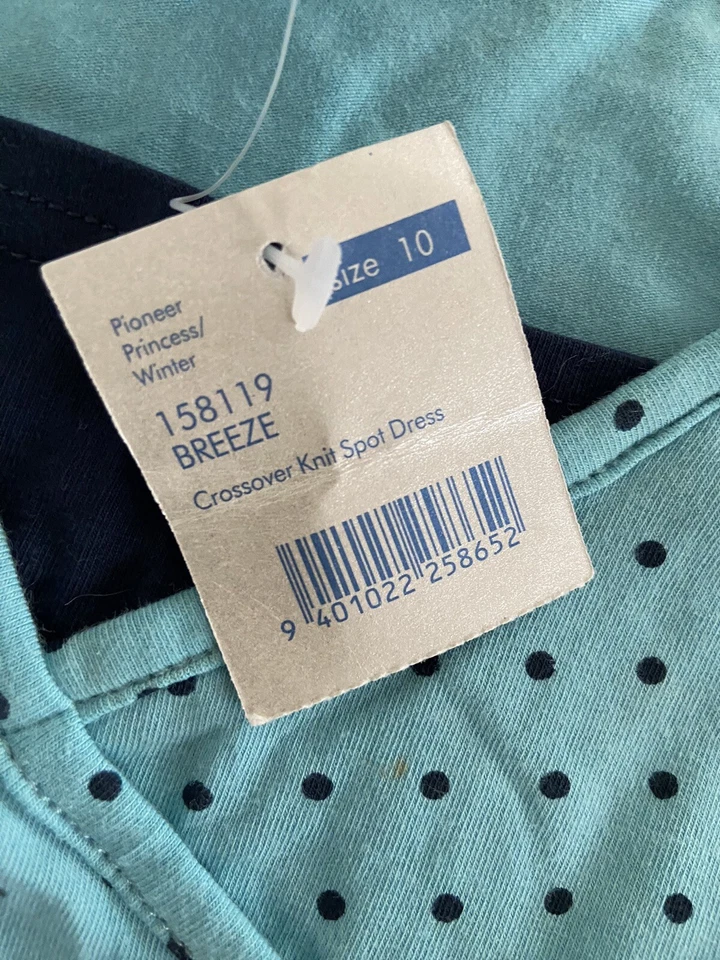 size 10
Pioneer
Princess/
Winter
158119
BREEZE
Crossover Knit Spot Dress
9 401022 258652